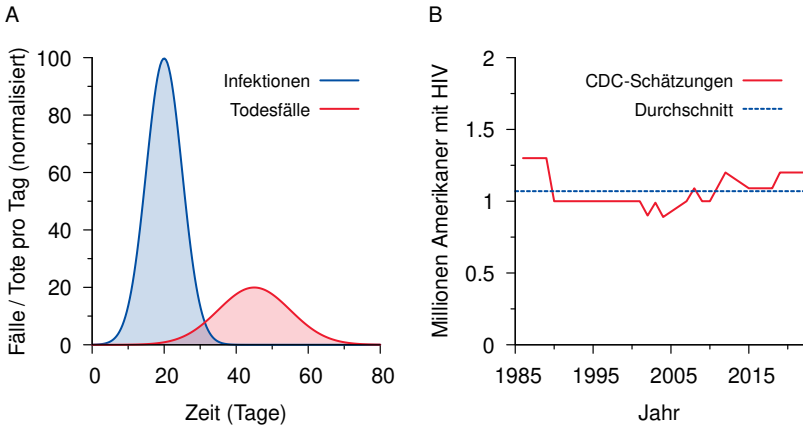 A
Fälle / Tote pro Tag (normalisiert)
100
80
60
40
20
0
Infektionen
Todesfälle
0 20 40 60 80
Zeit (Tage)
B
Millionen Amerikaner mit HIV
2
1.5
1
0.5
0
CDC-Schätzungen
Durchschnitt
1985 1995 2005 2015
Jahr